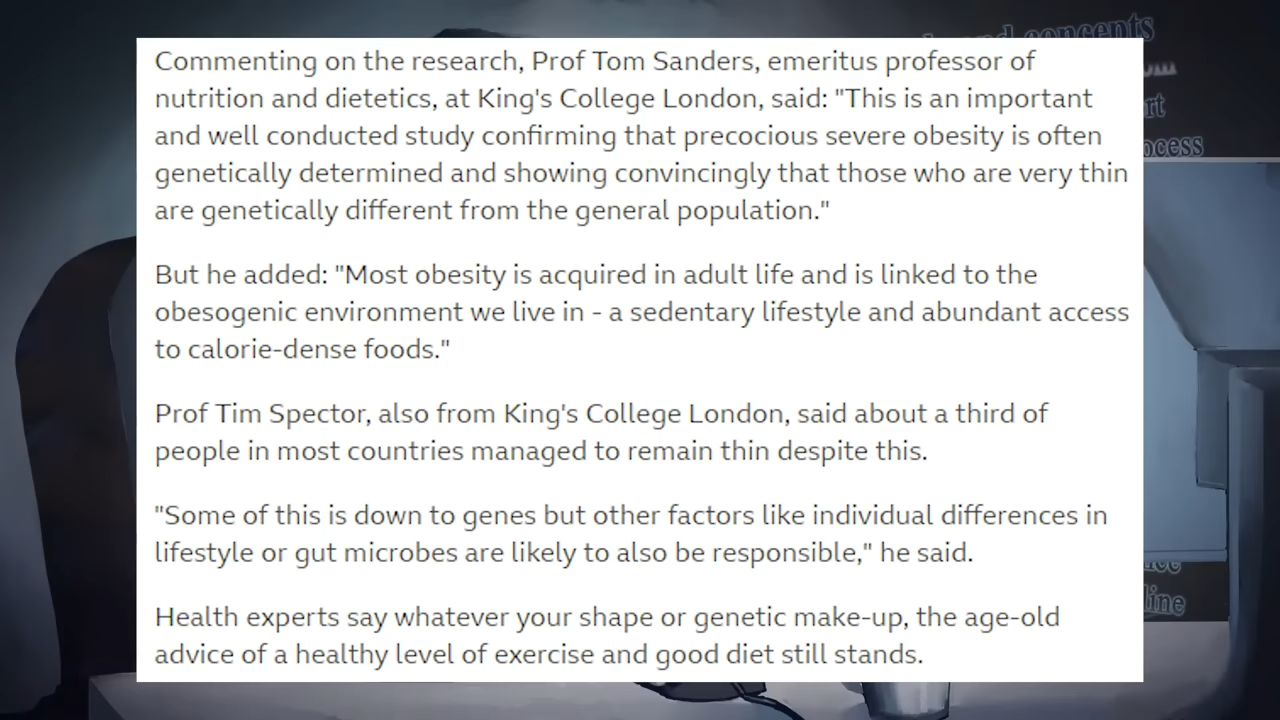 and concepts
Commenting on the research, Prof Tom Sanders, emeritus professor of
nutrition and dietetics, at King's College London, said: "This is an important
and well conducted study confirming that precocious severe obesity is often
genetically determined and showing convincingly that those who are very thin
are genetically different from the general population."
But he added: "Most obesity is acquired in adult life and is linked to the
obesogenic environment we live in - a sedentary lifestyle and abundant access
to calorie-dense foods."
Prof Tim Spector, also from King's College London, said about a third of
people in most countries managed to remain thin despite this.
"Some of this is down to genes but other factors like individual differences in
lifestyle or gut microbes are likely to also be responsible," he said.
Health experts say whatever your shape or genetic make-up, the age-old
advice of a healthy level of exercise and good diet still stands.